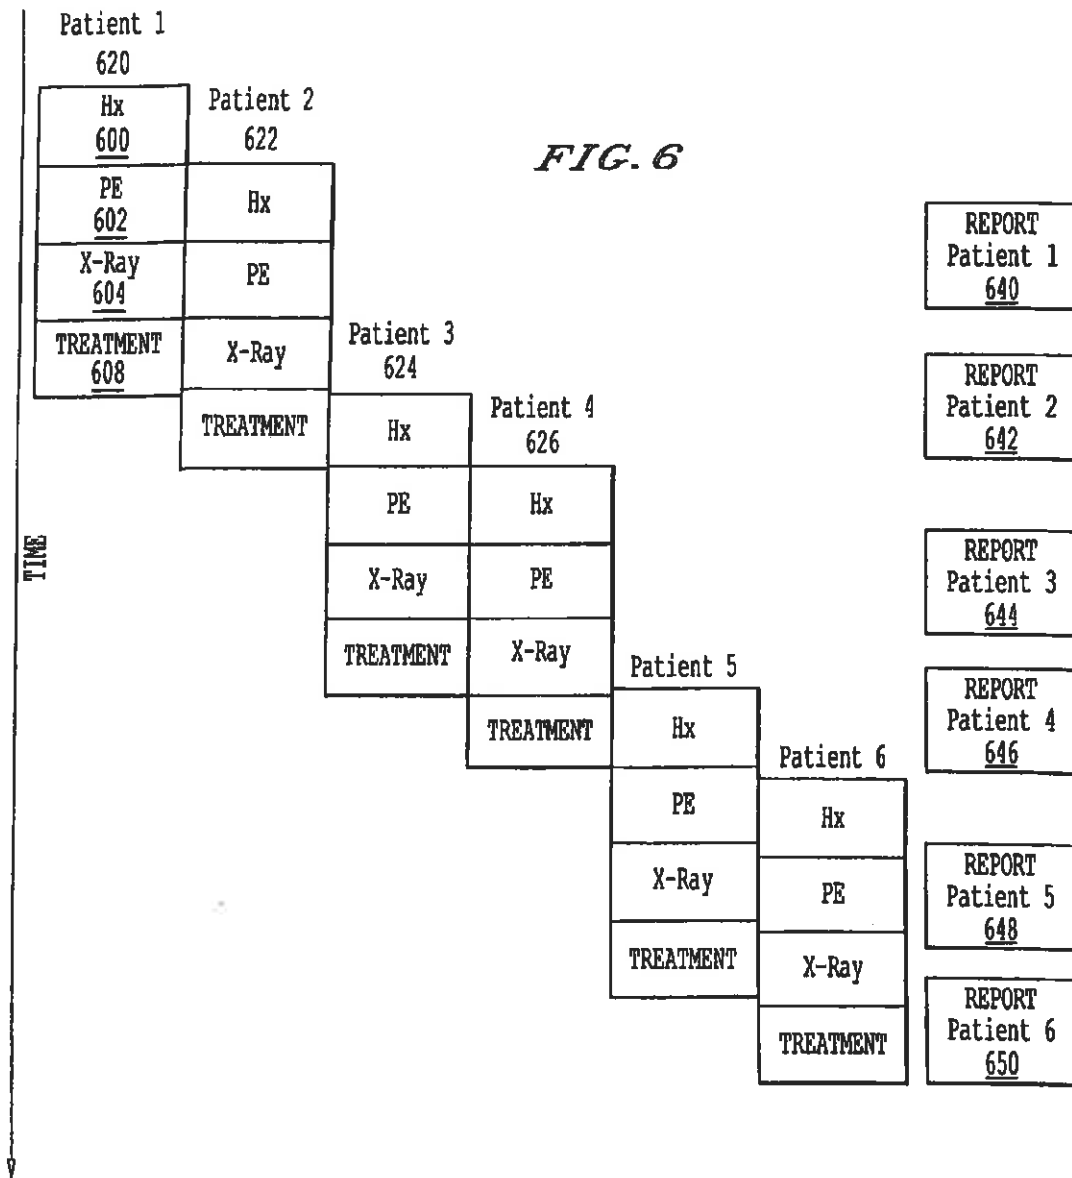 Patient 1
620
Hx
600
PE
602
X-Ray
604
TREATMENT
608
Patient 2
622
Hx
PE
X-Ray
TREATMENT
FIG. 6
Patient 3
624
Hx
PE
X-Ray
TREATMENT
Patient 4
626
Hx
PE
X-Ray
TREATMENT
Patient 5
Hx
PE
X-Ray
TREATMENT
Patient 6
Hx
PE
X-Ray
TREATMENT
REPORT
Patient 1
640
REPORT
Patient 2
642
REPORT
Patient 3
644
REPORT
Patient 4
646
REPORT
Patient 5
648
REPORT
Patient 6
650
TIME